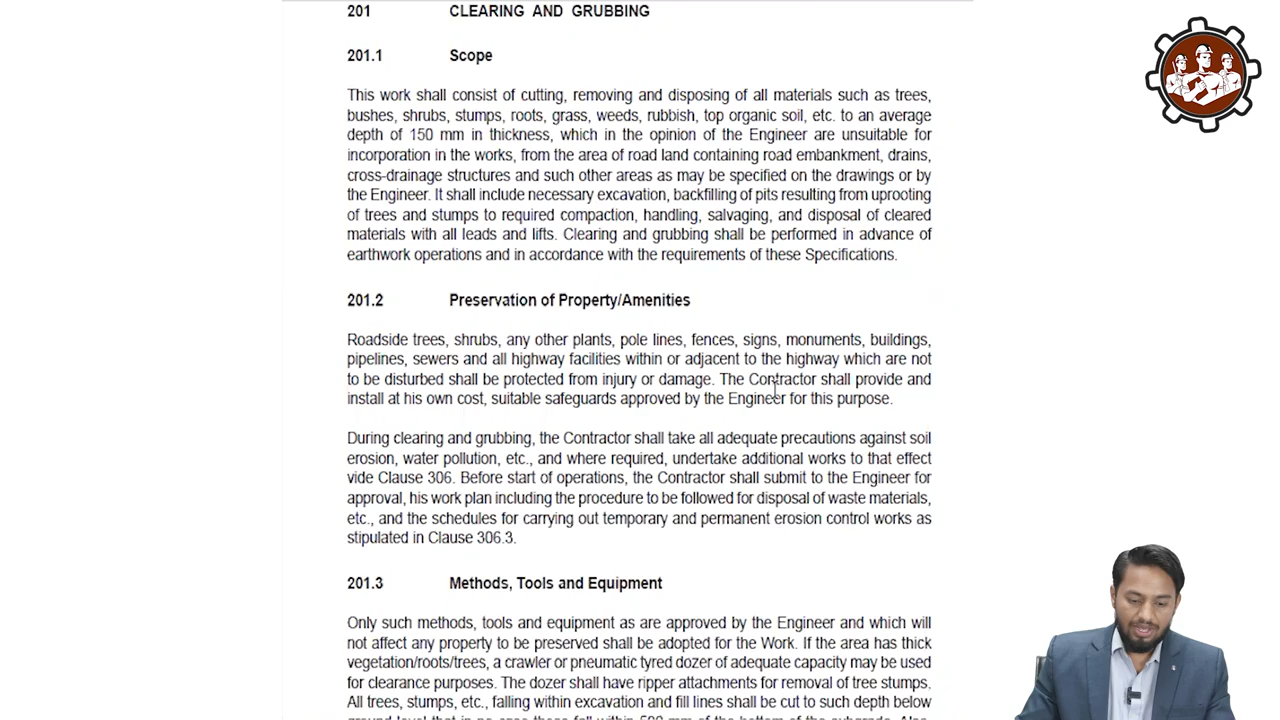 201 CLEARING AND GRUBBING
201.1 Scope
This work shall consist of cutting, removing and disposing of all materials such as trees,
bushes, shrubs, stumps, roots, grass, weeds, rubbish, top organic soil, etc. to an average
depth of 150 mm in thickness, which in the opinion of the Engineer are unsuitable for
incorporation in the works, from the area of road land containing road embankment, drains,
cross-drainage structures and such other areas as may be specified on the drawings or by
the Engineer. It shall include necessary excavation, backfilling of pits resulting from uprooting
of trees and stumps to required compaction, handling, salvaging, and disposal of cleared
materials with all leads and lifts. Clearing and grubbing shall be performed in advance of
earthwork operations and in accordance with the requirements of these Specifications.
201.2 Preservation of Property/Amenities
Roadside trees, shrubs, any other plants, pole lines, fences, signs, monuments, buildings,
pipelines, sewers and all highway facilities within or adjacent to the highway which are not
to be disturbed shall be protected from injury or damage. The Contractor shall provide and
install at his own cost, suitable safeguards approved by the Engineer for this purpose.
During clearing and grubbing, the Contractor shall take all adequate precautions against soil
erosion, water pollution, etc., and where required, undertake additional works to that effect
vide Clause 306. Before start of operations, the Contractor shall submit to the Engineer for
approval, his work plan including the procedure to be followed for disposal of waste materials,
etc., and the schedules for carrying out temporary and permanent erosion control works as
stipulated in Clause 306.3.
201.3 Methods, Tools and Equipment
Only such methods, tools and equipment as are approved by the Engineer and which will
not affect any property to be preserved shall be adopted for the Work. If the area has thick
vegetation/roots/trees, a crawler or pneumatic tyred dozer of adequate capacity may be used
for clearance purposes. The dozer shall have ripper attachments for removal of tree stumps.
All trees, stumps, etc., falling within excavation and fill lines shall be cut to such depth below